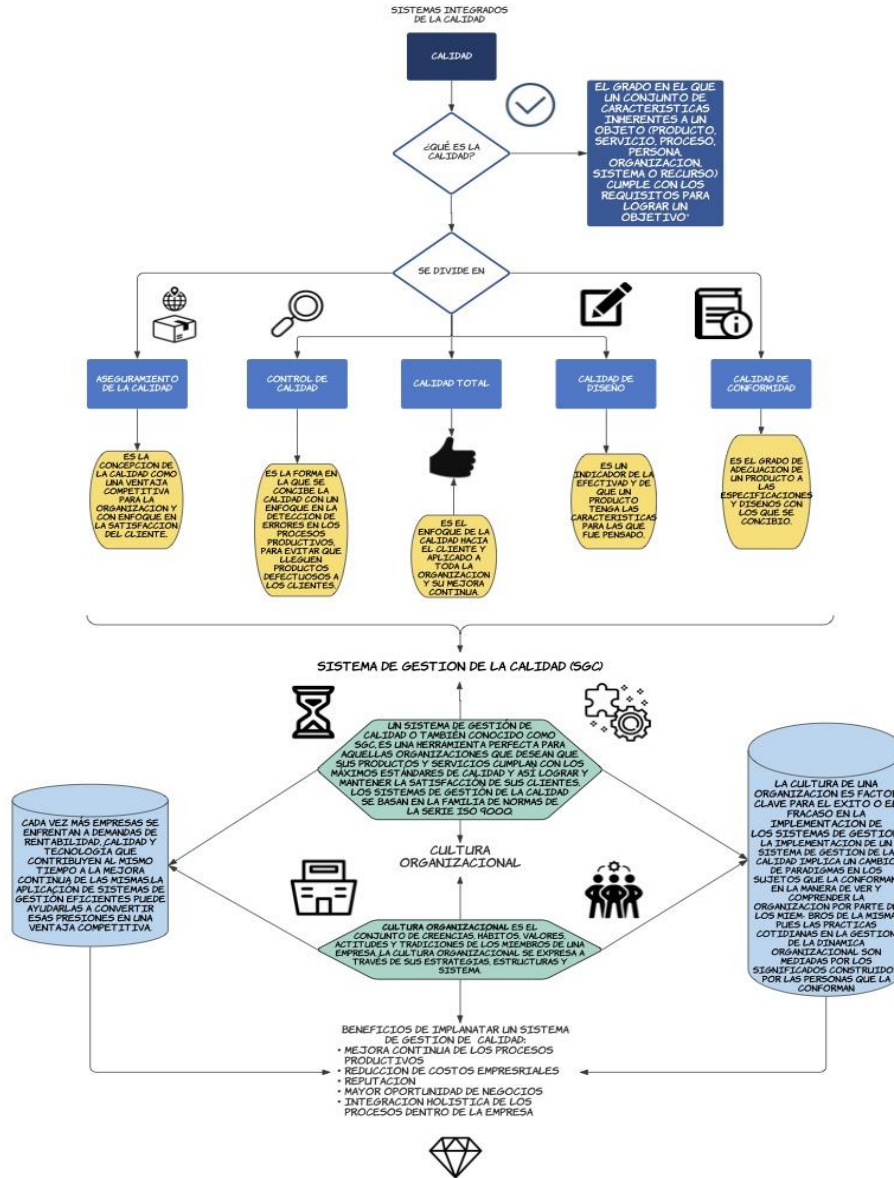 SISTEMAS INTEGRADOS
DE LA CALIDAD
CALIDAD
¿QUÉ ES LA
CALIDAD?
EL GRADO EN EL QUE
UN CONJUNTO DE
CARACTERISTICAS
INHERENTES A UN
OBJETO (PRODUCTO,
SERVICIO, PROCESO,
PERSONA,
ORGANIZACION,
SISTEMA O RECURSO)
CUMPLE CON LOS
REQUISITOS PARA
LOGRAR UN
OBJETIVO"
SE DIVIDE EN
ASEGURAMIENTO
DE LA CALIDAD
CONTROL DE
CALIDAD
CALIDAD TOTAL
CALIDAD DE
DISEÑO
CALIDAD DE
CONFORMIDAD
ES LA
CONCEPCION DE
LA CALIDAD COMO
UNA VENTAJA
COMPETITIVA
PARA LA
ORGANIZACION Y
CON ENFOQUE EN
LA SATISFACCION
DEL CLIENTE.
ES LA FORMA EN
LA QUE SE
CONCIBE LA
CALIDAD CON UN
ENFOQUE EN LA
DETECCION DE
ERRORES EN LOS
PROCESOS
PRODUCTIVOS,
PARA EVITAR QUE
LLEGUEN
PRODUCTOS
DEFECTUOSOS A
LOS CLIENTES.
ES EL
ENFOQUE DE LA
CALIDAD HACIA
EL CLIENTE Y
APLICADO A
TODA LA
ORGANIZACION
Y SU MEJORA
CONTINUA.
ES UN
INDICADOR DE LA
EFECTIVAD Y DE
QUE UN
PRODUCTO
TENGA LAS
CARACTERISTICAS
PARA LAS QUE
FUE PENSADO.
ES EL GRADO DE
ADECUACION DE
UN PRODUCTO A
LAS
ESPECIFICACIONES
Y DISENOS CON
LOS QUE SE
CONCIBIO.
SISTEMA DE GESTION DE LA CALIDAD (SGC)
UN SISTEMA DE GESTIÓN DE
CALIDAD O TAMBIÉN CONOCIDO COMO
SGC, ES UNA HERRAMIENTA PERFECTA PARA
AQUELLAS ORGANIZACIONES QUE DESEAN QUE
SUS PRODUCTOS Y SERVICIOS CUMPLAN CON LOS
MÁXIMOS ESTÁNDARES DE CALIDAD Y ASÍ LOGRAR Y
MANTENER LA SATISFACCIÓN DE SUS CLIENTES.
LOS SISTEMAS DE GESTIÓN DE LA CALIDAD
SE BASAN EN LA FAMILIA DE NORMAS DE
LA SERIE ISO 9000.
CADA VEZ MÁS EMPRESAS SE
ENFRENTAN A DEMANDAS DE
RENTABILIDAD, CALIDAD Y
TECNOLOGÍA QUE
CONTRIBUYEN AL MISMO
TIEMPO A LA MEJORA
CONTINUA DE LAS MISMAS.LA
APLICACIÓN DE SISTEMAS DE
GESTIÓN EFICIENTES PUEDE
AYUDARLAS A CONVERTIR
ESAS PRESIONES EN UNA
VENTAJA COMPETITIVA.
CULTURA
ORGANIZACIONAL
LA CULTURA DE UNA
ORGANIZACION ES FACTOR
CLAVE PARA EL EXITO O EL
FRACASO EN LA
IMPLEMENTACION DE
LOS SISTEMAS DE GESTION.
LA IMPLEMENTACION DE UN
SISTEMA DE GESTION DE LA
CALIDAD IMPLICA UN CAMBIO
DE PARADIGMAS EN LOS
SUJETOS QUE LA CONFORMAN
EN LA MANERA DE VER Y
COMPRENDER LA
ORGANIZACION POR PARTE DE
LOS MIEM- BROS DE LA MISMA,
PUES LAS PRACTICAS
COTIDIANAS EN LA GESTION
DE LA DINAMICA
ORGANIZACIONAL SON
MEDIADAS POR LOS
SIGNIFICADOS CONSTRUIDOS
POR LAS PERSONAS QUE LA
CONFORMAN
CULTURA ORGANIZACIONAL ES EL
CONJUNTO DE CREENCIAS, HÁBITOS, VALORES,
ACTITUDES Y TRADICIONES DE LOS MIEMBROS DE UNA
EMPRESA. LA CULTURA ORGANIZACIONAL SE EXPRESA A
TRAVÉS DE SUS ESTRATEGIAS, ESTRUCTURAS Y
SISTEMA.
BENEFICIOS DE IMPLANATAR UN SISTEMA
DE GESTION DE CALIDAD:
• MEJORA CONTINUA DE LOS PROCESOS
PRODUCTIVOS
• REDUCCION DE COSTOS EMPRESRIALES
• REPUTACION
• MAYOR OPORTUNIDAD DE NEGOCIOS
• INTEGRACION HOLISTICA DE LOS
PROCESOS DENTRO DE LA EMPRESA